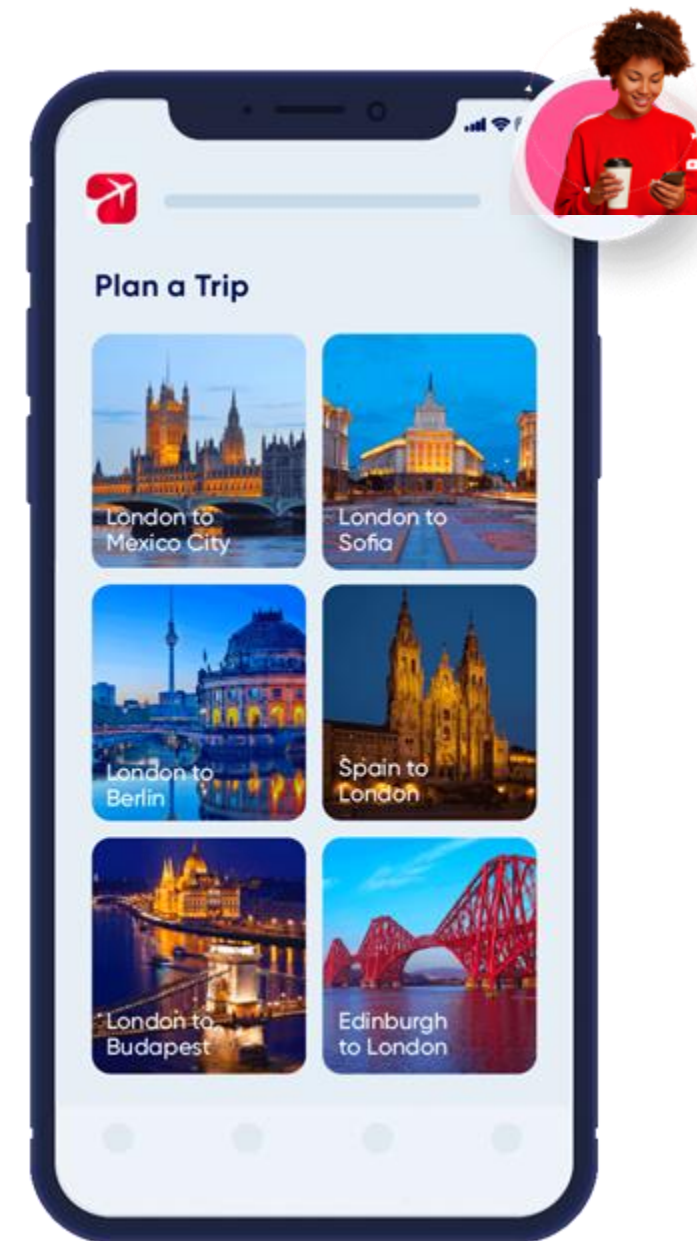 Plan a Trip
London to
Mexico City
London to
Sofia
London to
Berlin
Spain to
London
London to
Budapest
Edinburgh
to London